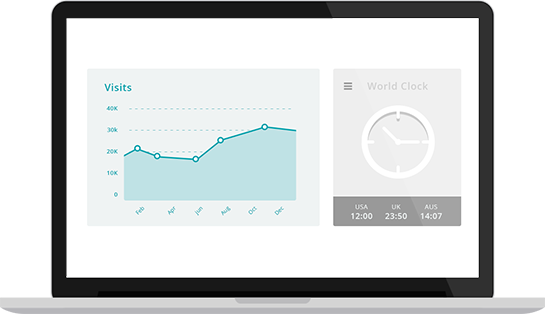 Visits
40K
30K
20K
10K
0
Feb
Apr
Jun
Aug
Oct
Dec
World Clock
USA UK AUS
12:00 23:50 14:07